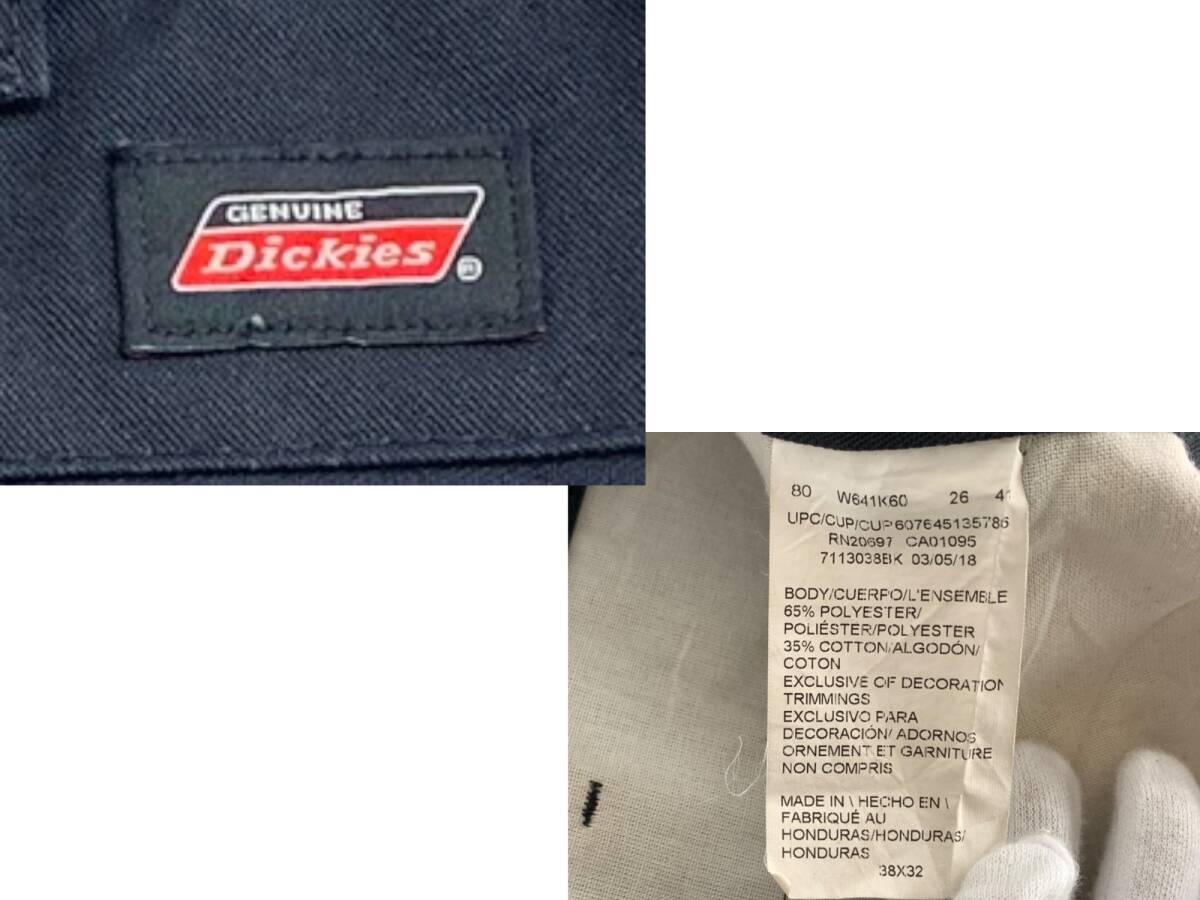 GENUINE
Dickies
®
80 W641K60 26 41
UPC/CUP/CUP607645135786
RN20697 CA01095
7113038BK 03/05/18
BODY/CUERPO/L'ENSEMBLE
65% POLYESTER/
POLIÉSTER/POLYESTER
35% COTTON/ALGODÓN/
COTON
EXCLUSIVE OF DECORATION
TRIMMINGS
EXCLUSIVO PARA
DECORACIÓN/ ADORNOS
ORNEMENT ET GARNITURE
NON COMPRIS
MADE IN \ HECHO EN \
FABRIQUÉ AU
HONDURAS/HONDURAS/
HONDURAS
38X32